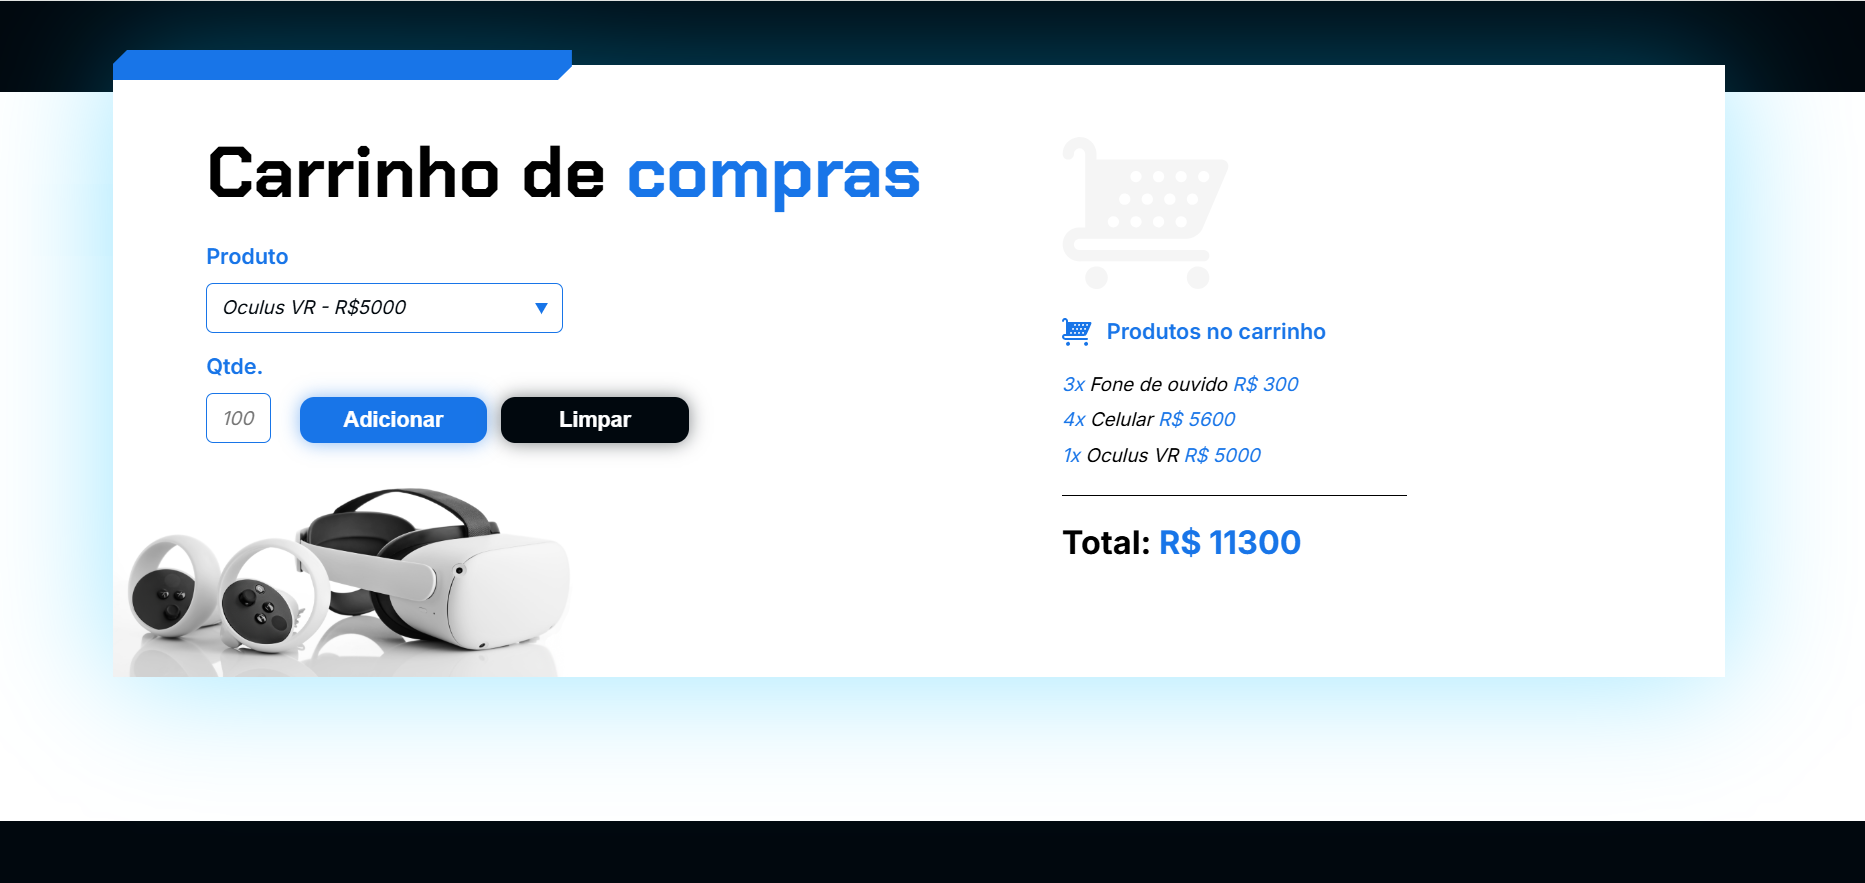 Carrinho de compras
Produto
Oculus VR - R$5000
Qtde.
100
Adicionar
Limpar
Produtos no carrinho
3x Fone de ouvido R$ 300
4x Celular R$ 5600
1x Oculus VR R$ 5000
Total: R$ 11300